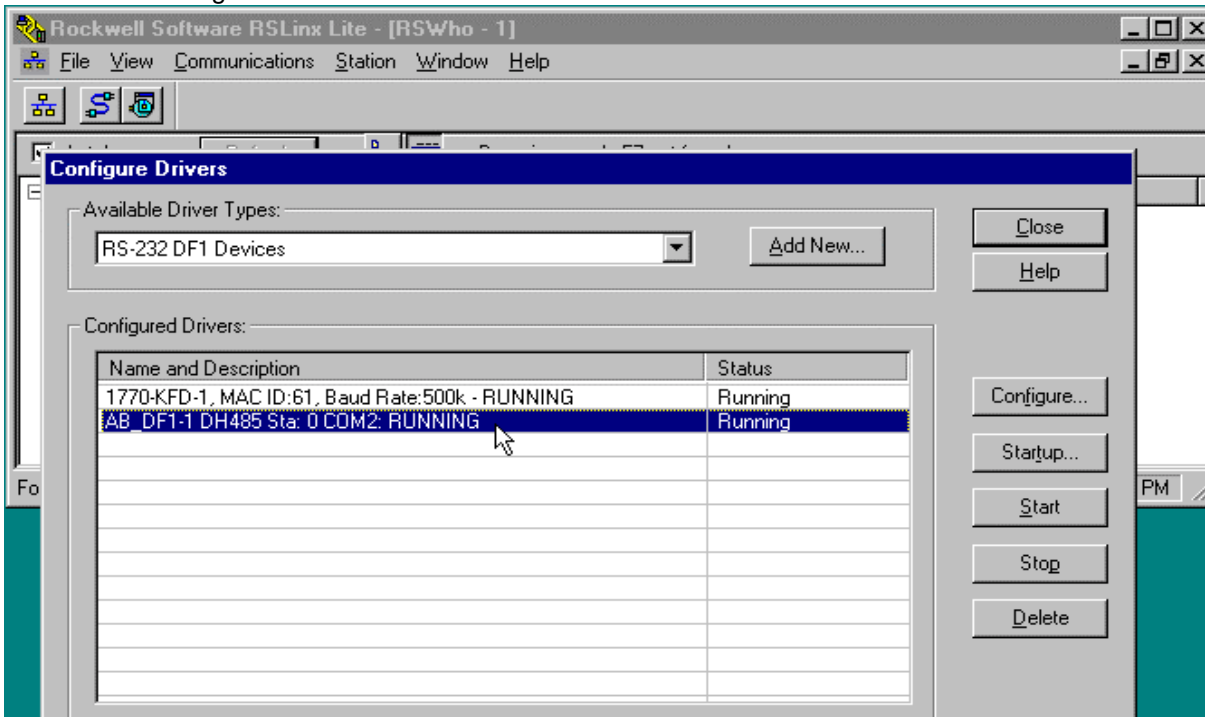 Rockwell Software RSLinx Lite - [RSWho - 1]
File View Communications Station Window Help
Configure Drivers
Available Driver Types:
RS-232 DF1 Devices
Add New...
Close
Help
Configured Drivers:
Name and Description Status
1770-KFD-1, MAC ID:61, Baud Rate:500k - RUNNING Running
AB_DF1-1 DH485 Sta: 0 COM2: RUNNING Running
Configure...
Startup...
Fo PM
Start
Stop
Delete